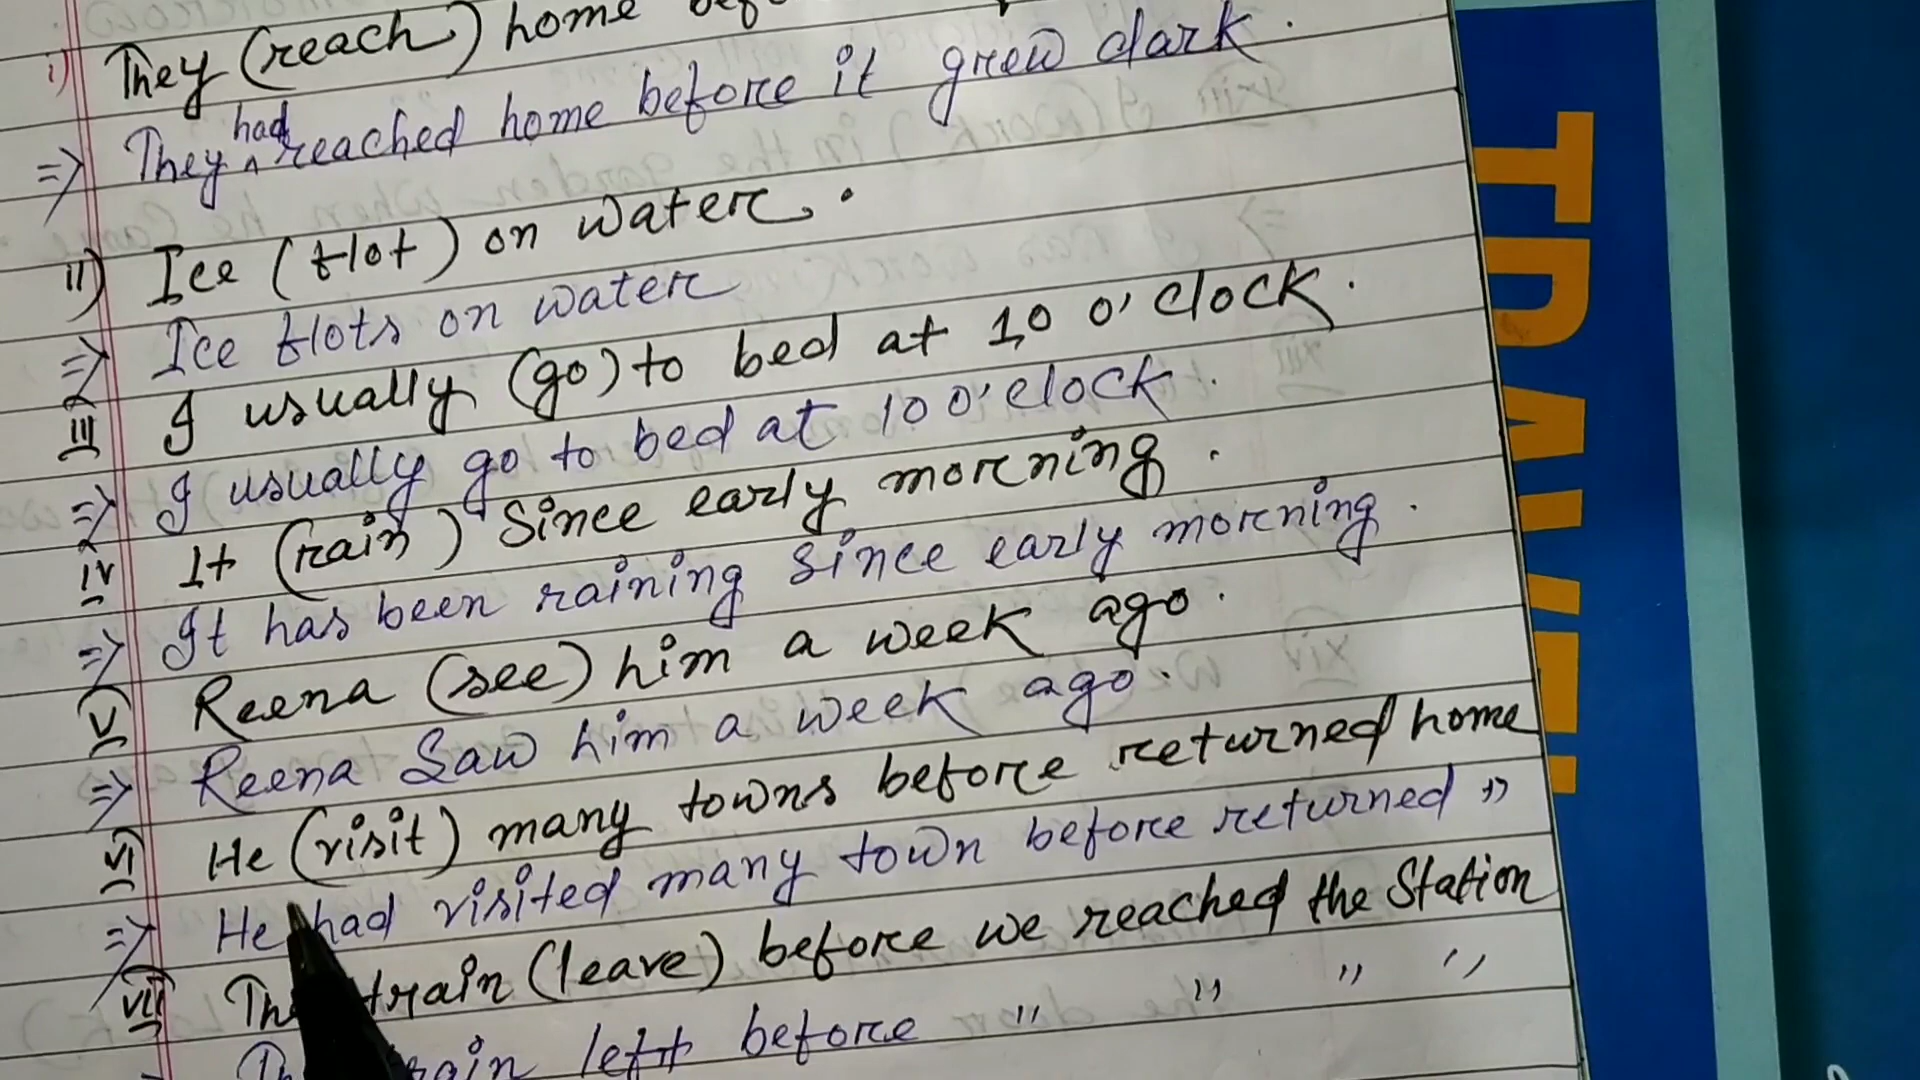 i) They (reach) home
=> They had reached home before it grew dark.
ii) Ice (flot) on water.
=> Ice flots on water
iii I usually (go) to bed at 10 o'clock.
=> I usually go to bed at 10 o'clock.
iv It (rain) Since early morning.
=> It has been raining since early morning.
v Reena (see) him a week ago.
=> Reena Saw him a week ago.
vi He (visit) many towns before returned home
=> He had visited many town before returned "
vii The train (leave) before we reached the Station
left before " " " "
TRAVEL